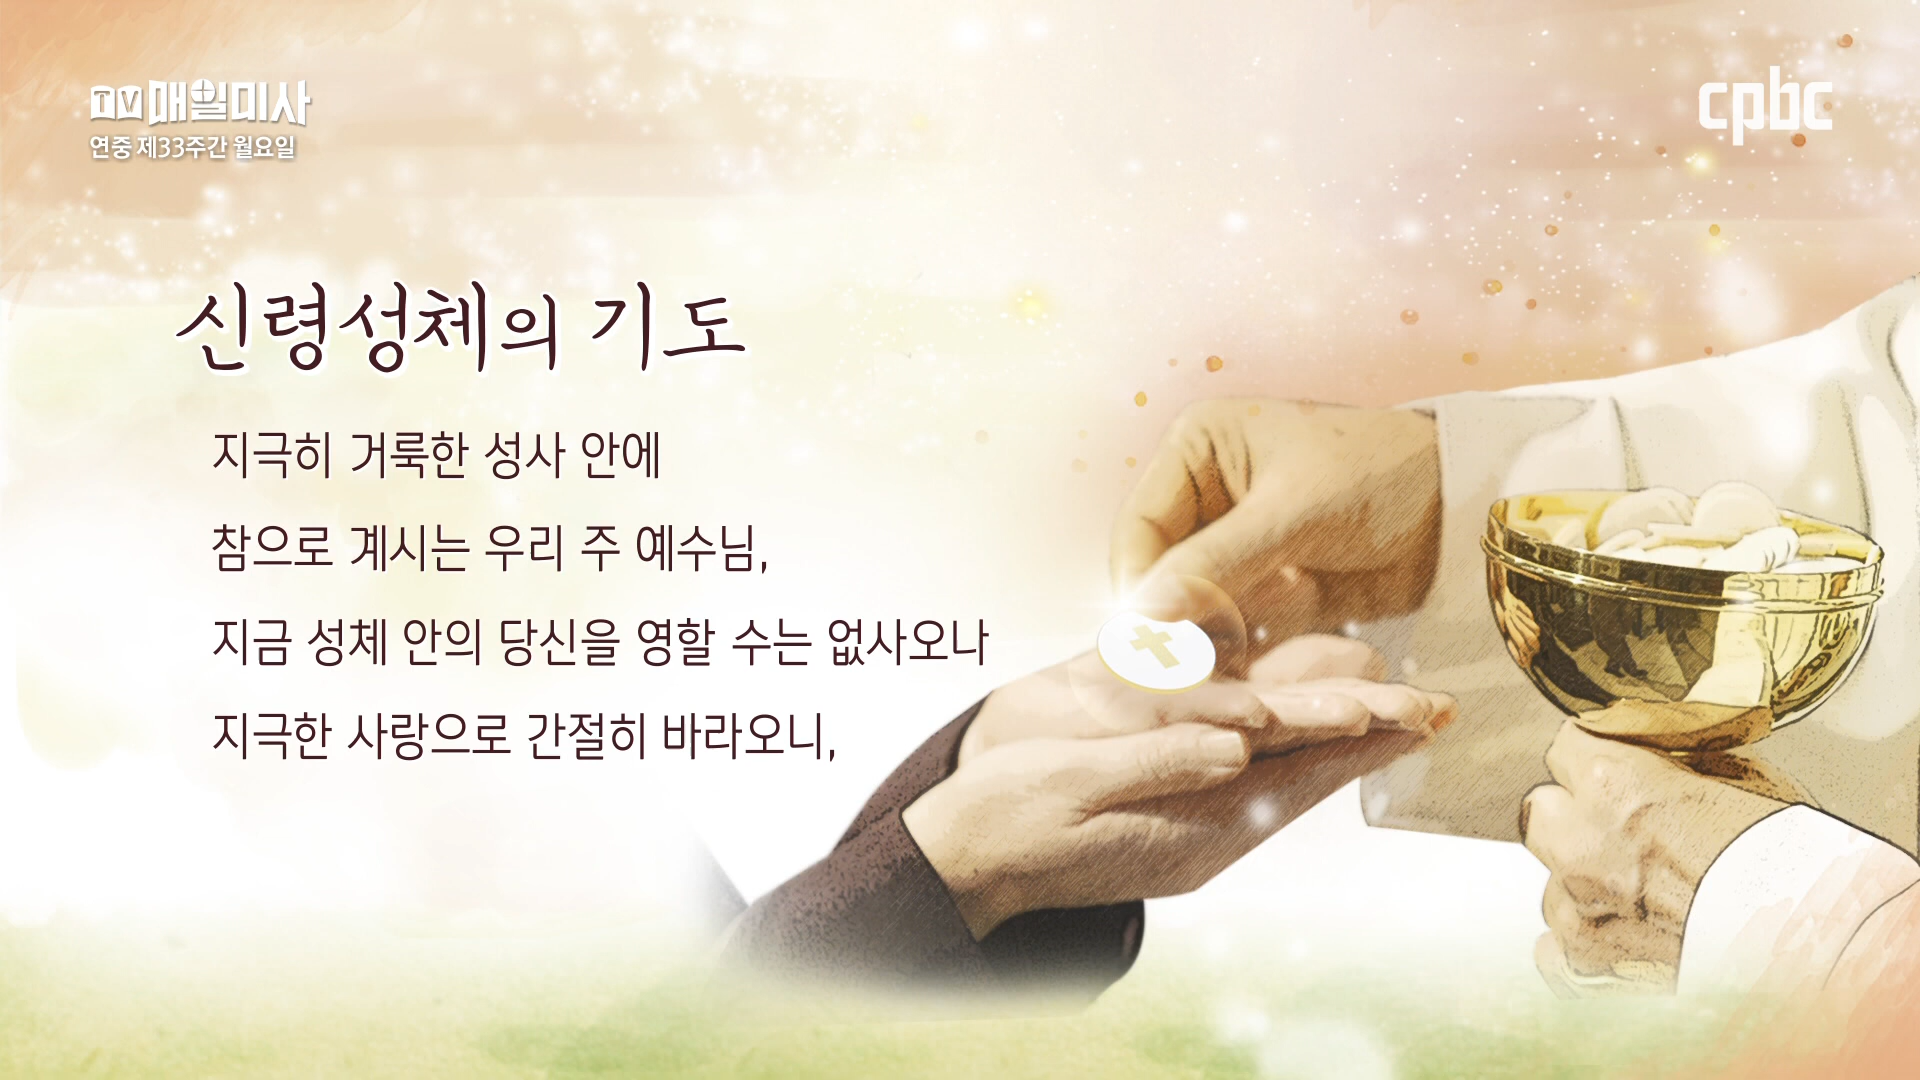 TV매일미사
cpbc
연중 제33주간 월요일
신령성체의 기도
지극히 거룩한 성사 안에
참으로 계시는 우리 주 예수님,
지금 성체 안의 당신을 영할 수는 없사오나
지극한 사랑으로 간절히 바라오니,